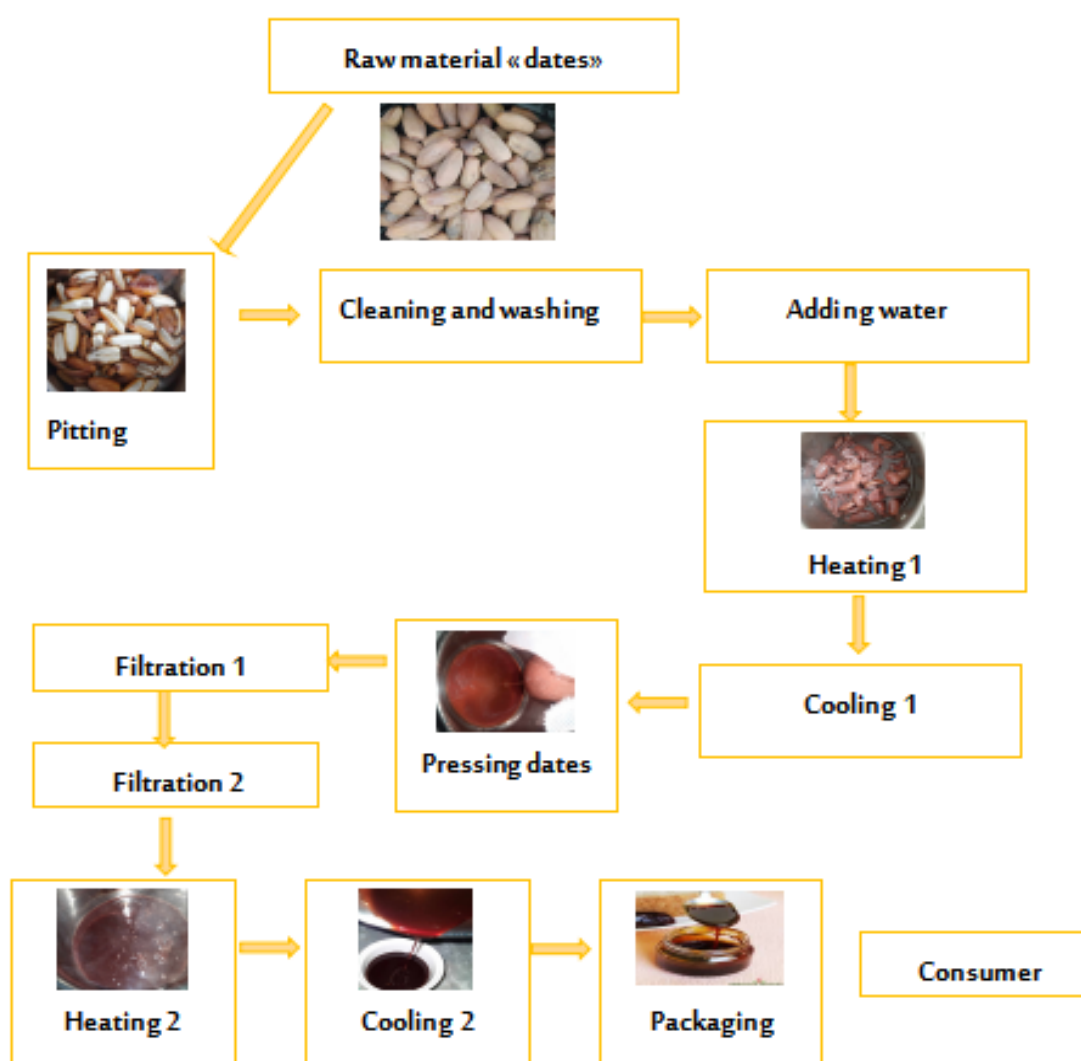 Raw material « dates»
Pitting
Cleaning and washing
Adding water
Heating 1
Cooling 1
Pressing dates
Filtration 1
Filtration 2
Heating 2
Cooling 2
Packaging
Consumer